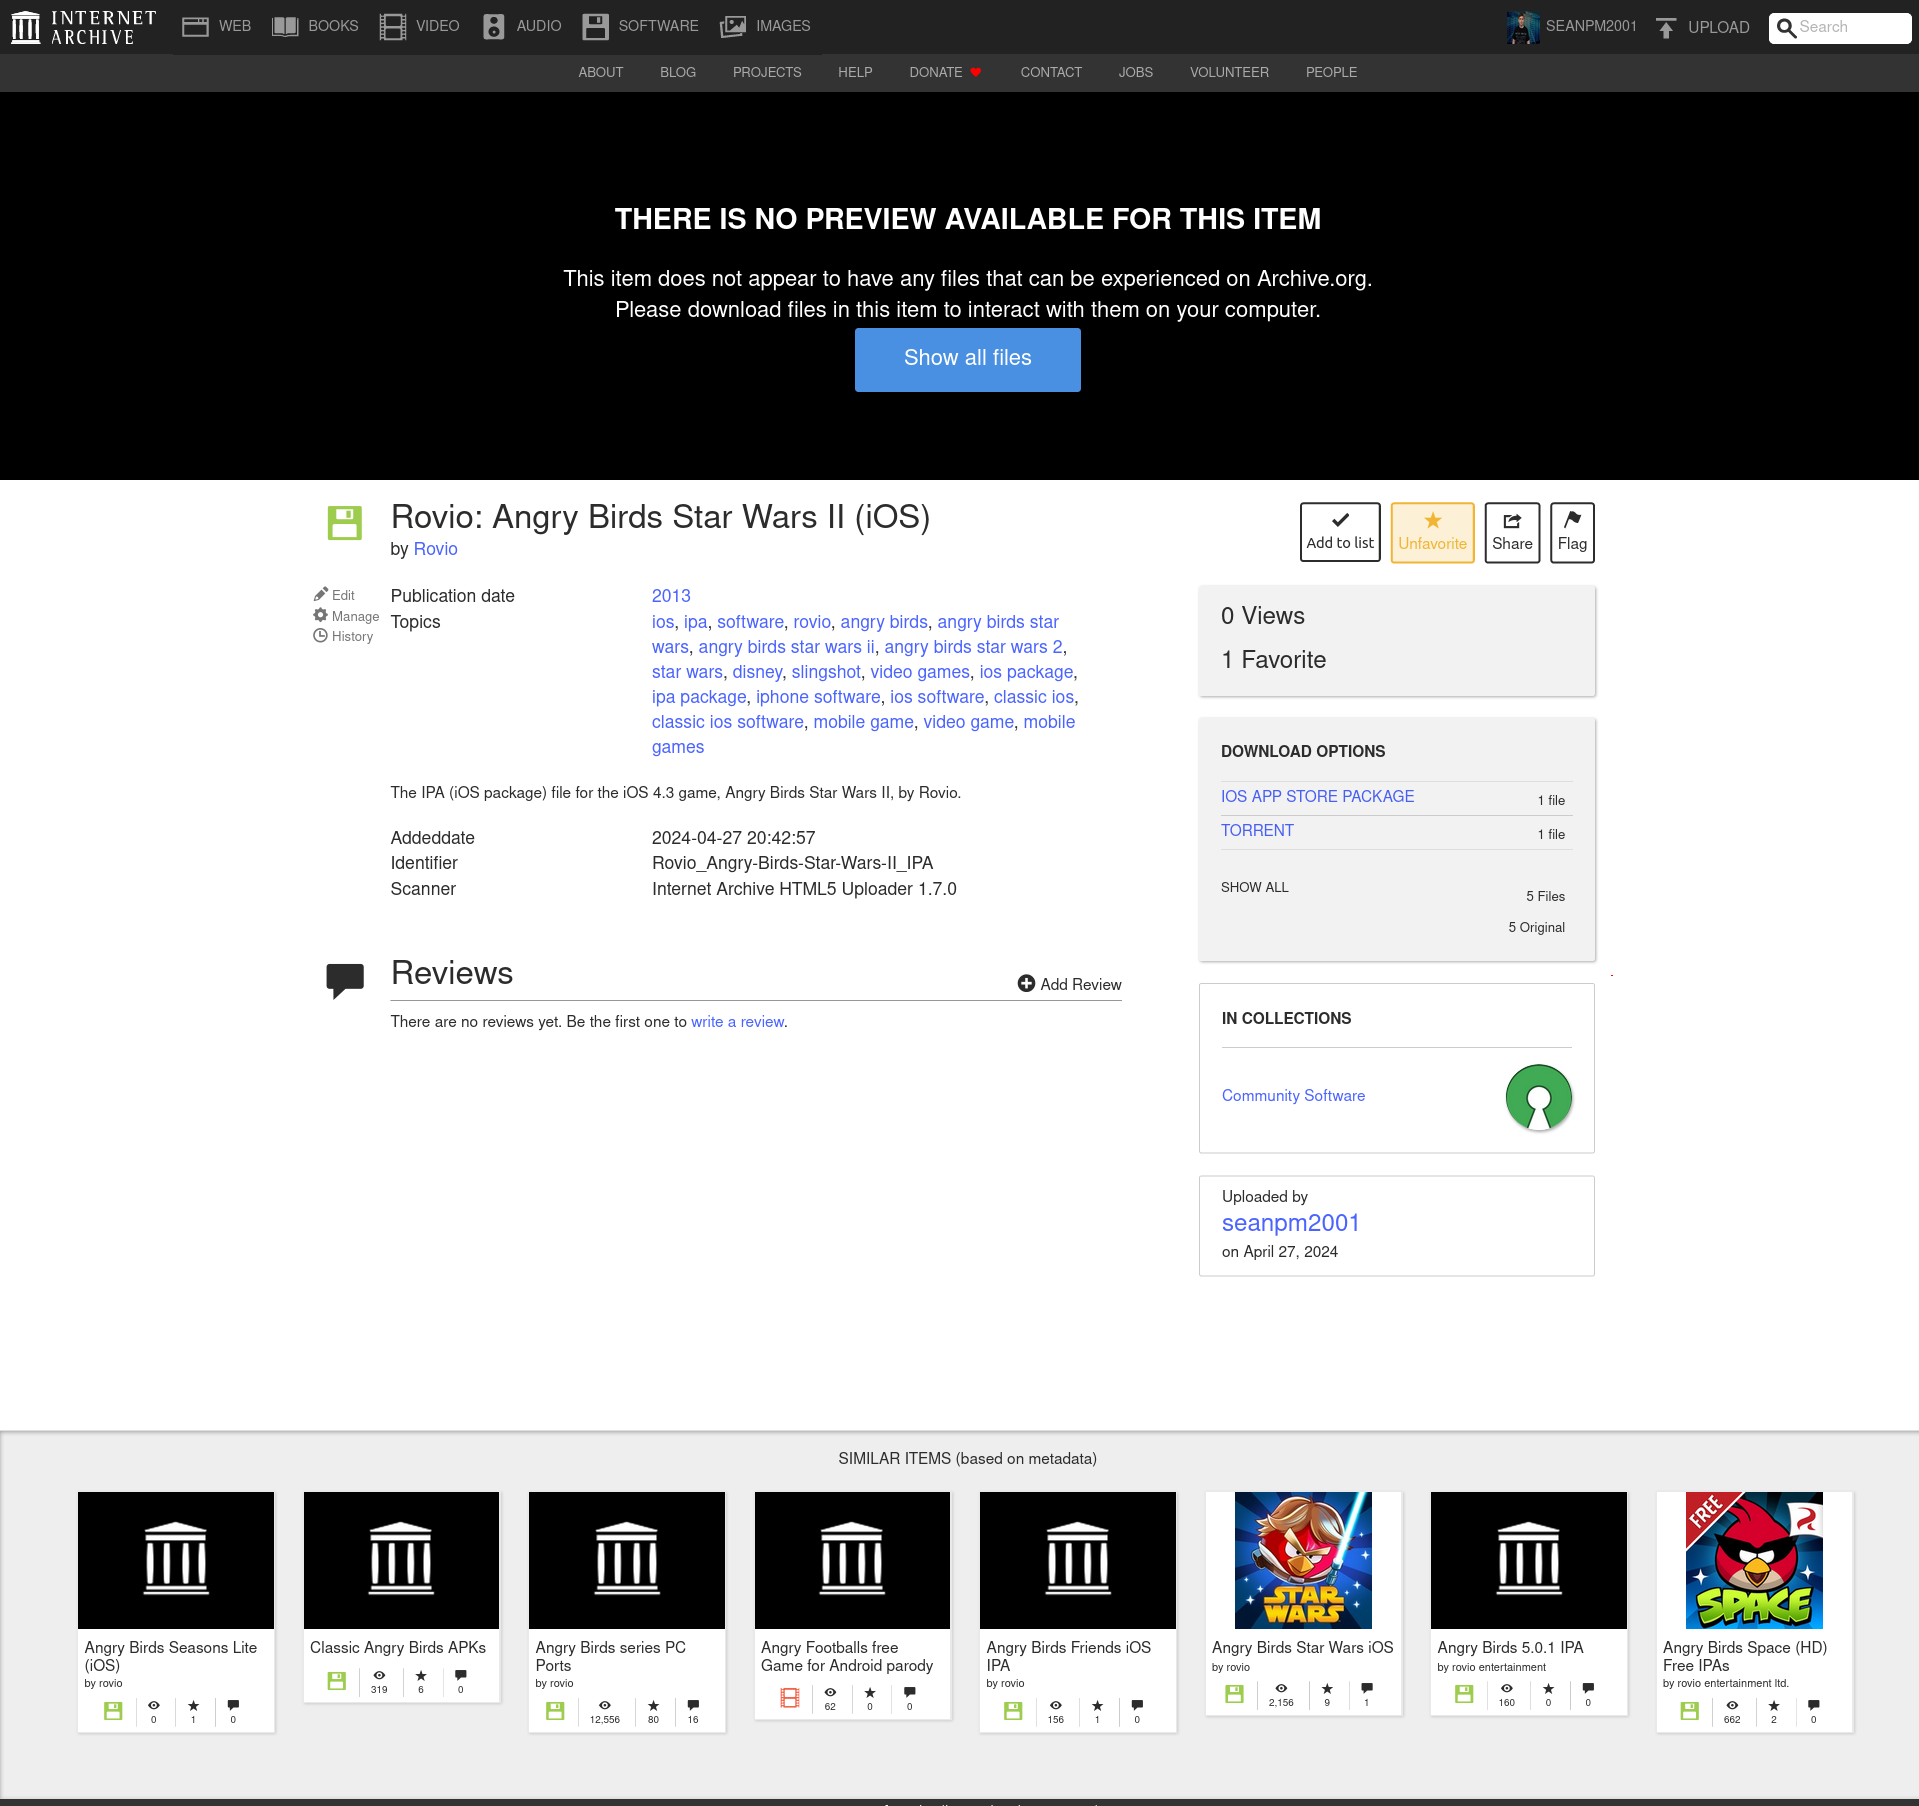 INTERNET ARCHIVE
WEB
BOOKS
VIDEO
AUDIO
SOFTWARE
IMAGES
SEANPM2001
UPLOAD
Search
ABOUT
BLOG
PROJECTS
HELP
DONATE
CONTACT
JOBS
VOLUNTEER
PEOPLE
THERE IS NO PREVIEW AVAILABLE FOR THIS ITEM
This item does not appear to have any files that can be experienced on Archive.org.
Please download files in this item to interact with them on your computer.
Show all files
Rovio: Angry Birds Star Wars II (iOS)
by Rovio
Add to list
Unfavorite
Share
Flag
Edit
Manage
History
Publication date 2013
Topics ios, ipa, software, rovio, angry birds, angry birds star
wars, angry birds star wars ii, angry birds star wars 2,
star wars, disney, slingshot, video games, ios package,
ipa package, iphone software, ios software, classic ios,
classic ios software, mobile game, video game, mobile
games
The IPA (iOS package) file for the iOS 4.3 game, Angry Birds Star Wars II, by Rovio.
Addeddate 2024-04-27 20:42:57
Identifier Rovio_Angry-Birds-Star-Wars-II_IPA
Scanner Internet Archive HTML5 Uploader 1.7.0
Reviews
Add Review
There are no reviews yet. Be the first one to write a review.
0 Views
1 Favorite
DOWNLOAD OPTIONS
IOS APP STORE PACKAGE 1 file
TORRENT 1 file
SHOW ALL 5 Files
5 Original
IN COLLECTIONS
Community Software
Uploaded by
seanpm2001
on April 27, 2024
SIMILAR ITEMS (based on metadata)
Angry Birds Seasons Lite
(iOS)
by rovio
0 1 0
Classic Angry Birds APKs
319 6 0
Angry Birds series PC
Ports
by rovio
12,556 80 16
Angry Footballs free
Game for Android parody
62 0 0
Angry Birds Friends iOS
IPA
by rovio
156 1 0
STAR
WARS
Angry Birds Star Wars iOS
by rovio
2,156 9 1
Angry Birds 5.0.1 IPA
by rovio entertainment
160 0 0
FREE
SPACE
Angry Birds Space (HD)
Free IPAs
by rovio entertainment ltd.
662 2 0